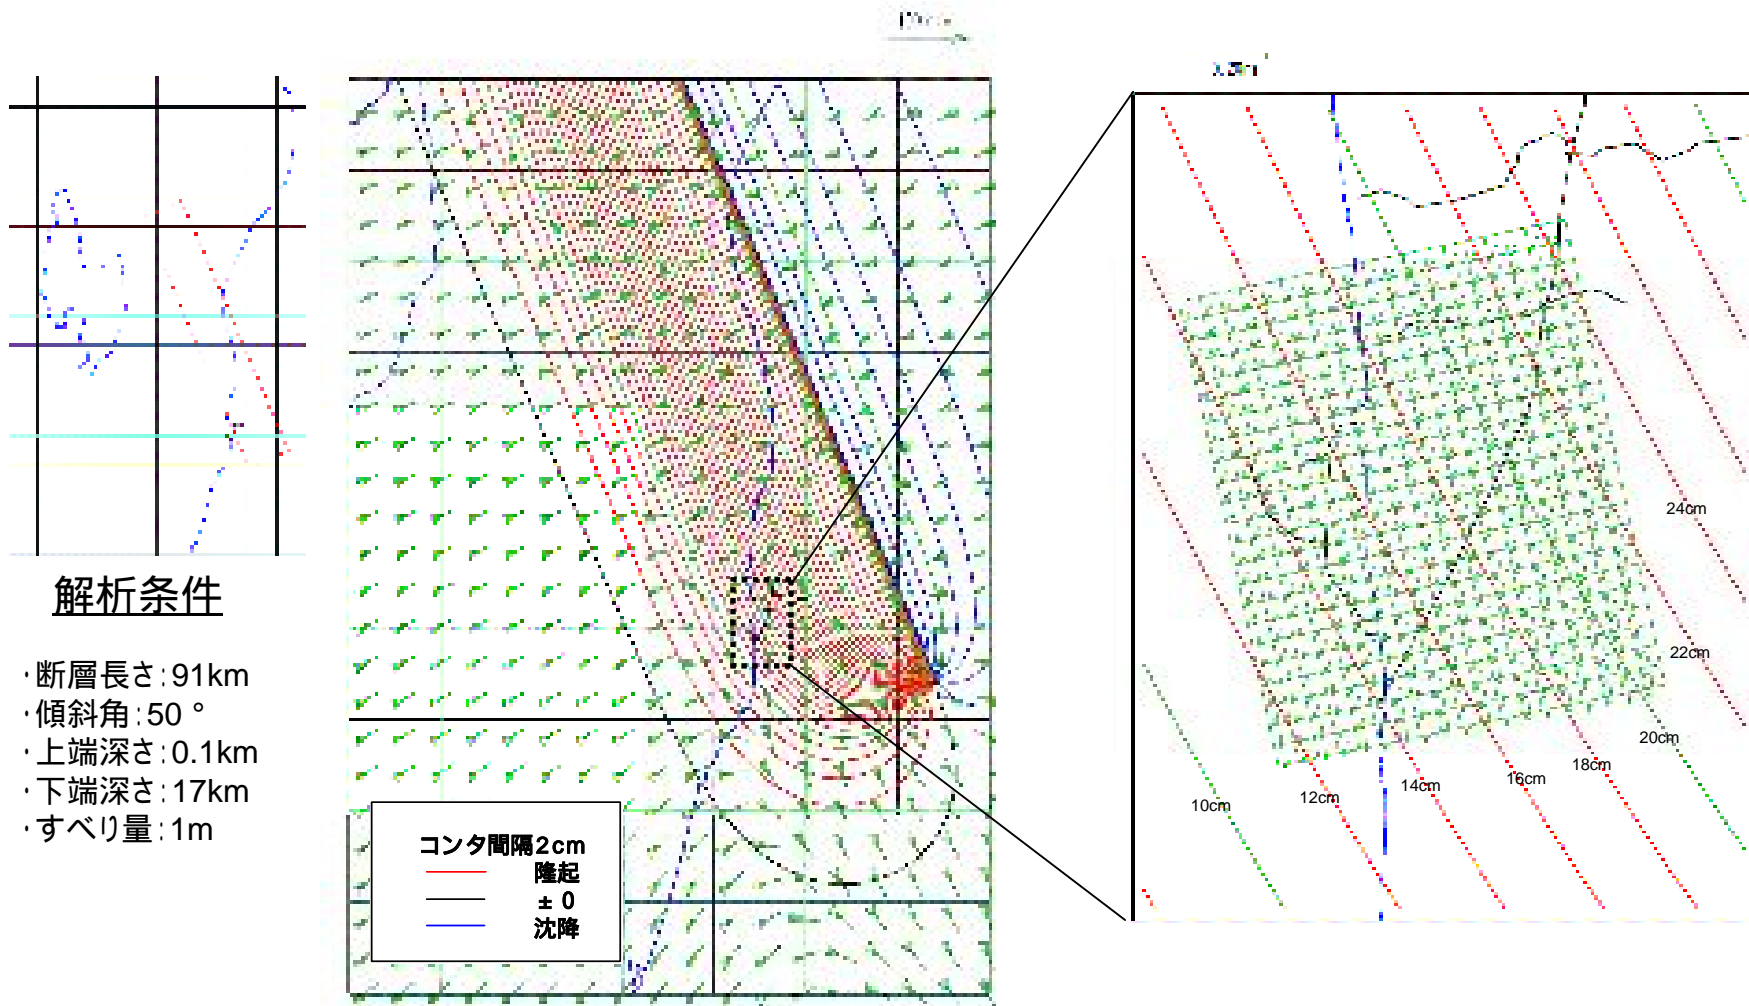 解析条件
・断層長さ:91km
・傾斜角:50°
・上端深さ:0.1km
・下端深さ:17km
・すべり量:1m
コンタ間隔2cm
隆起
±0
沈降
24cm
22cm
20cm
18cm
16cm
14cm
12cm
10cm